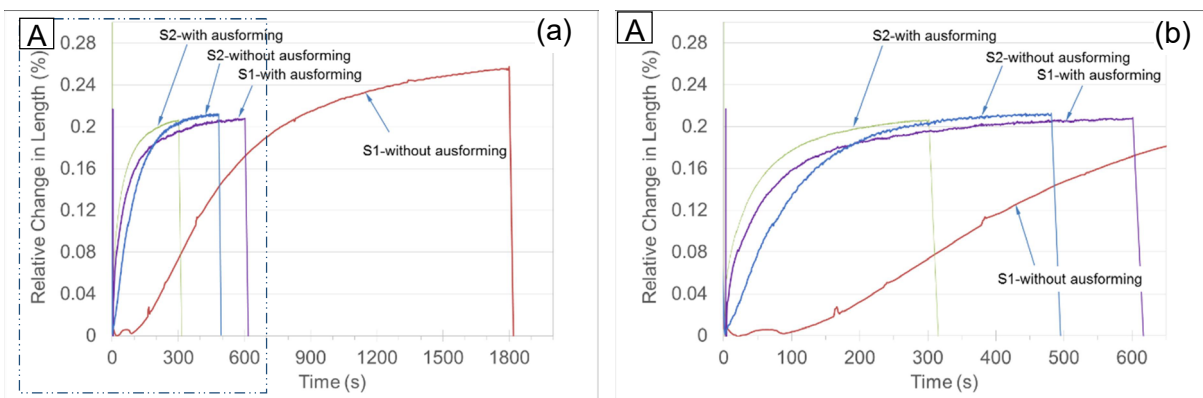 A
(a)
Relative Change in Length (%)
0.28
0.24
0.2
0.16
0.12
0.08
0.04
0
S2-with ausforming
S2-without ausforming
S1-with ausforming
S1-without ausforming
0
300
600
900
1200
1500
1800
Time (s)
A
(b)
Relative Change in Length (%)
0.28
0.24
0.2
0.16
0.12
0.08
0.04
0
S2-with ausforming
S2-without ausforming
S1-with ausforming
S1-without ausforming
0
100
200
300
400
500
600
Time (s)